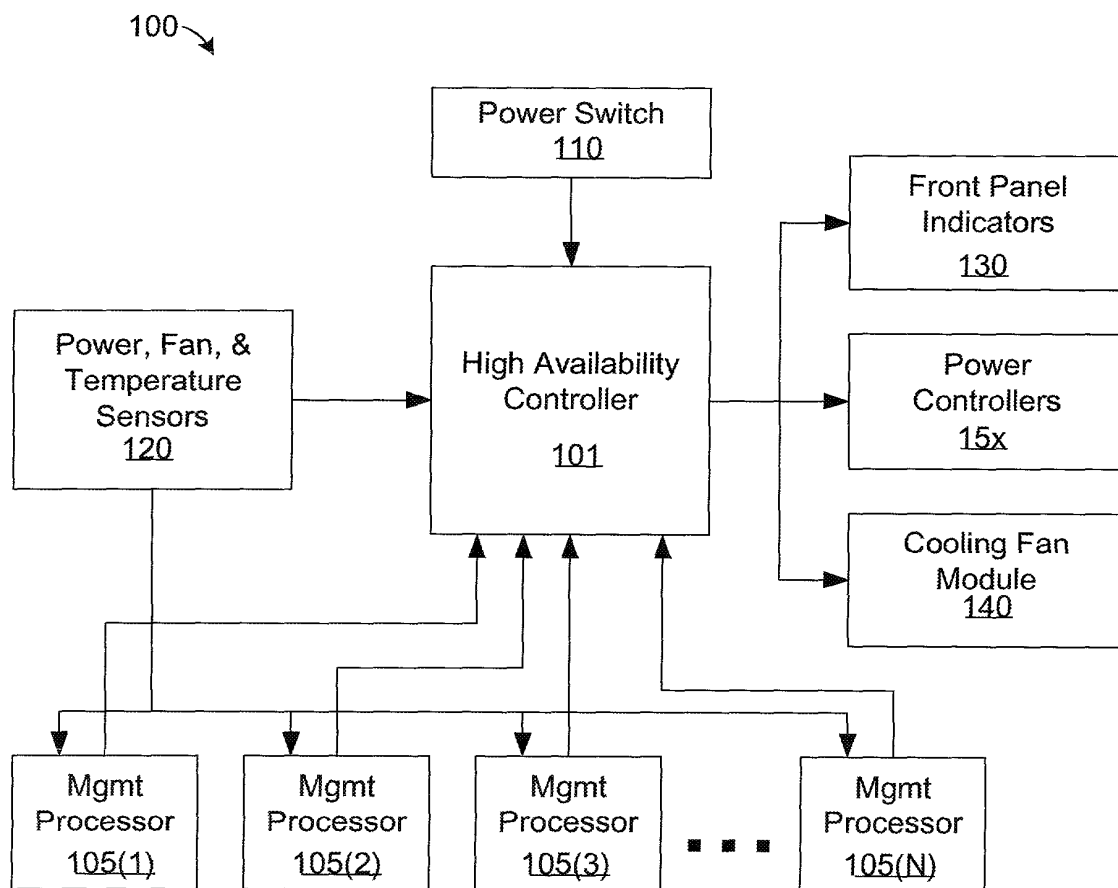 100
Power Switch
110
Front Panel
Indicators
130
Power, Fan, &
Temperature
Sensors
120
High Availability
Controller
101
Power
Controllers
15x
Cooling Fan
Module
140
Mgmt
Processor
105(1)
Mgmt
Processor
105(2)
Mgmt
Processor
105(3)
Mgmt
Processor
105(N)